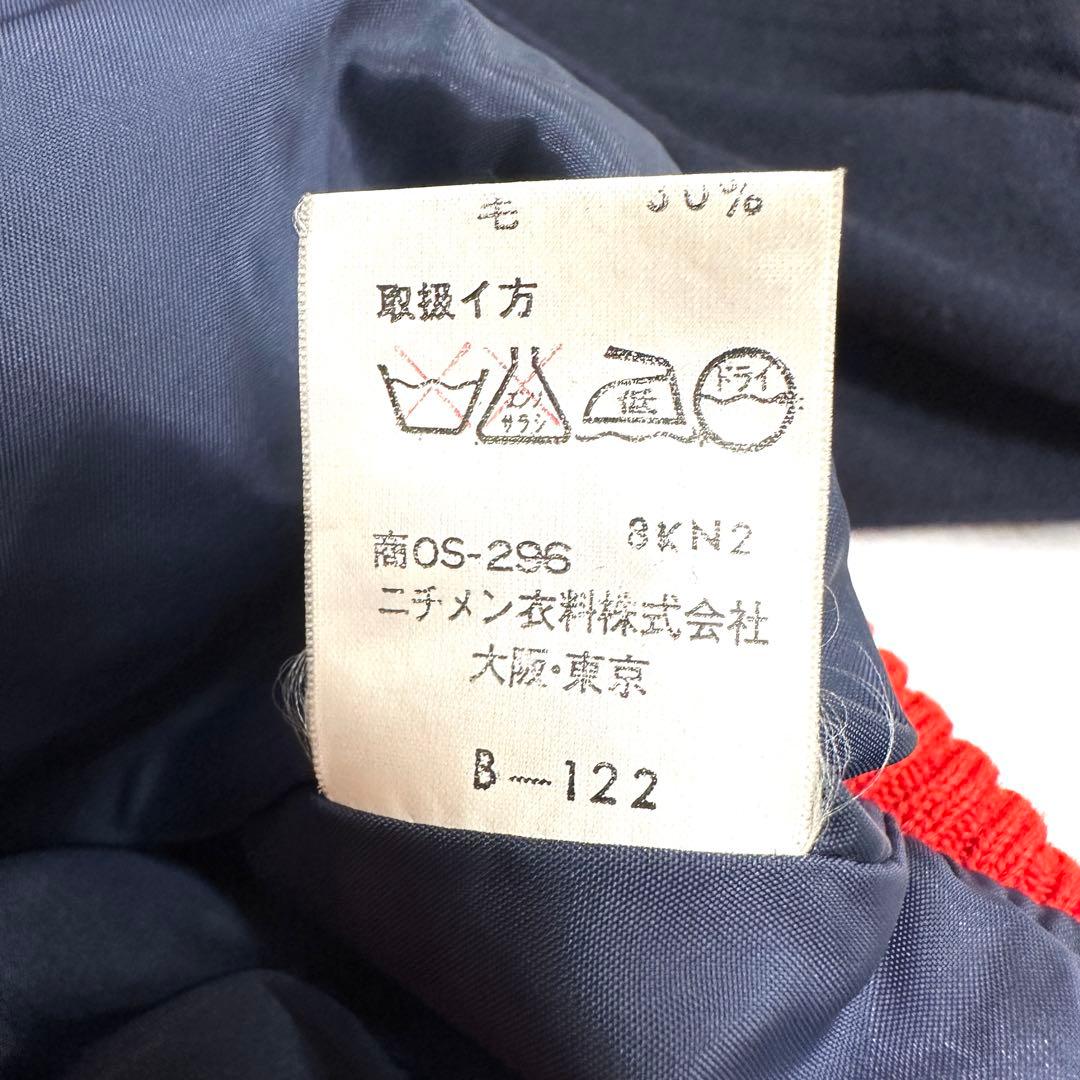 毛
取扱イ方
エンソ サラシ 低 ドライ
商OS-296 8KN2
ニチメン衣料株式会社
大阪・東京
B-122